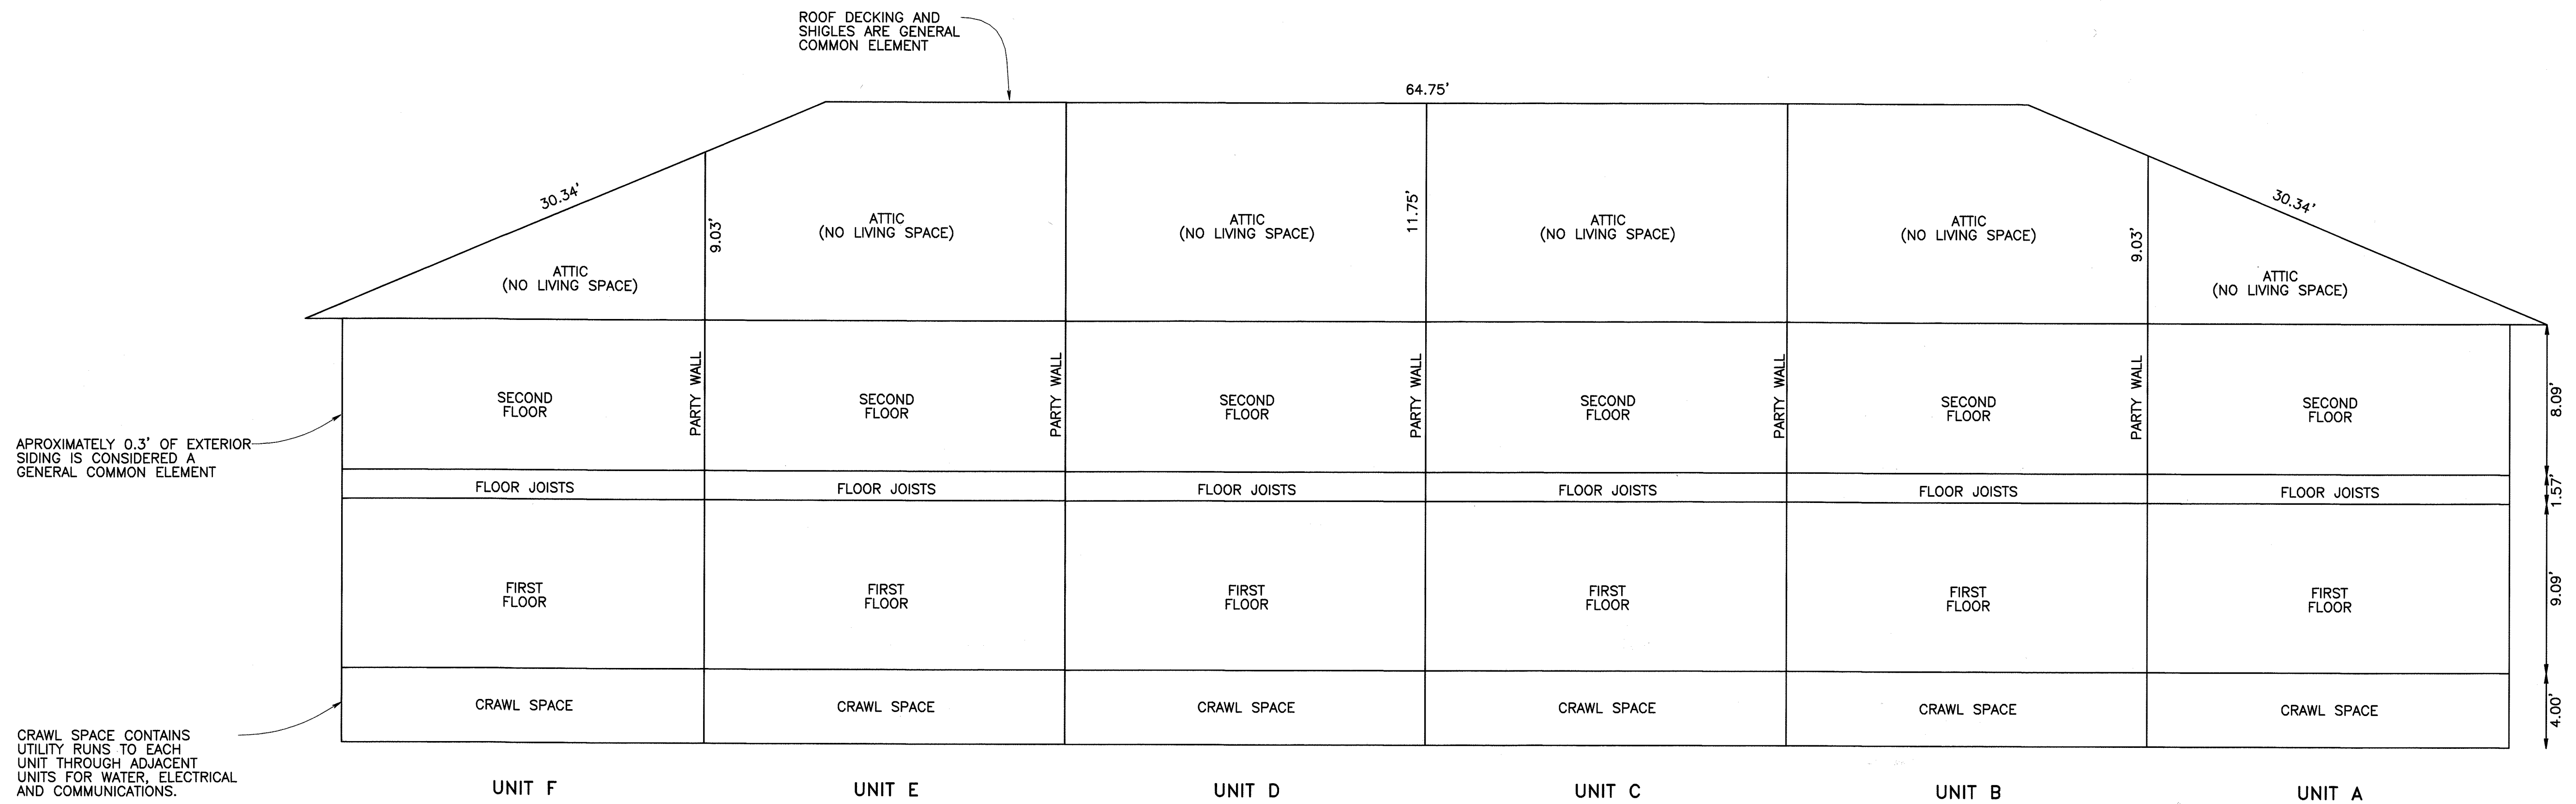 ROOF DECKING AND
SHIGLES ARE GENERAL
COMMON ELEMENT
64.75'
30.34'
30.34'
9.03'
11.75'
9.03'
ATTIC
(NO LIVING SPACE)
ATTIC
(NO LIVING SPACE)
ATTIC
(NO LIVING SPACE)
ATTIC
(NO LIVING SPACE)
ATTIC
(NO LIVING SPACE)
ATTIC
(NO LIVING SPACE)
PARTY WALL
PARTY WALL
PARTY WALL
PARTY WALL
PARTY WALL
SECOND
FLOOR
SECOND
FLOOR
SECOND
FLOOR
SECOND
FLOOR
SECOND
FLOOR
SECOND
FLOOR
8.09'
APROXIMATELY 0.3' OF EXTERIOR
SIDING IS CONSIDERED A
GENERAL COMMON ELEMENT
FLOOR JOISTS
FLOOR JOISTS
FLOOR JOISTS
FLOOR JOISTS
FLOOR JOISTS
FLOOR JOISTS
1.57'
FIRST
FLOOR
FIRST
FLOOR
FIRST
FLOOR
FIRST
FLOOR
FIRST
FLOOR
FIRST
FLOOR
9.09'
CRAWL SPACE
CRAWL SPACE
CRAWL SPACE
CRAWL SPACE
CRAWL SPACE
CRAWL SPACE
4.00'
CRAWL SPACE CONTAINS
UTILITY RUNS TO EACH
UNIT THROUGH ADJACENT
UNITS FOR WATER, ELECTRICAL
AND COMMUNICATIONS.
UNIT F
UNIT E
UNIT D
UNIT C
UNIT B
UNIT A